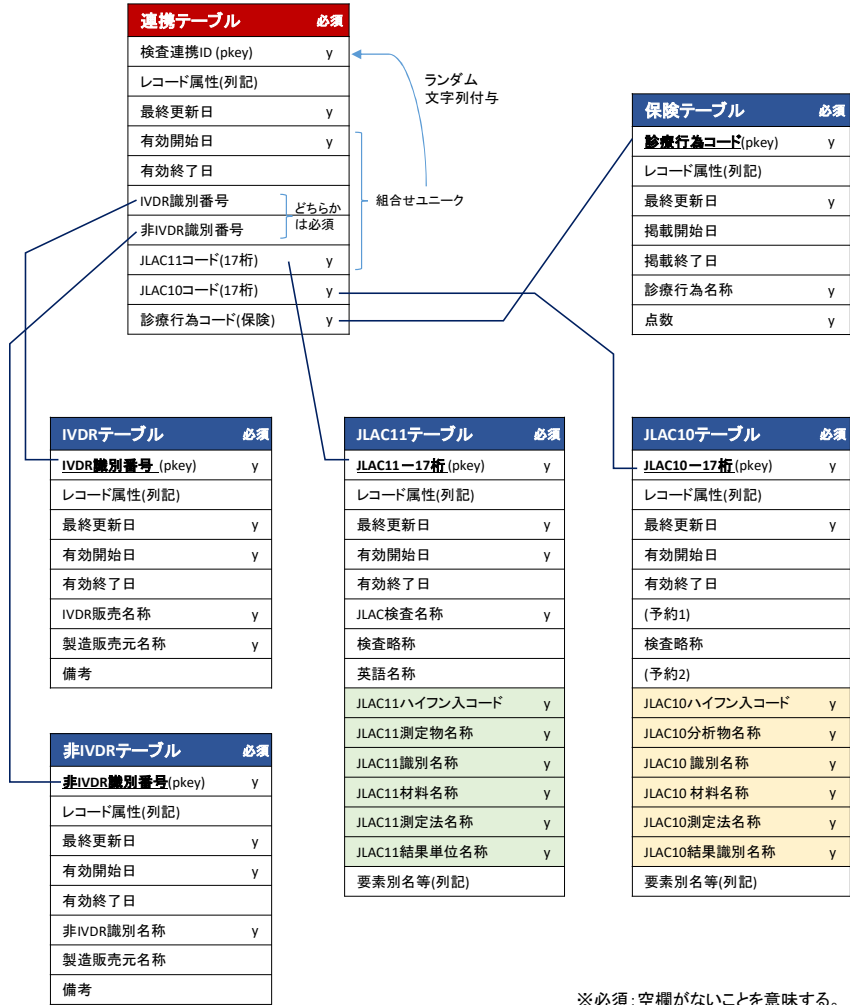 連携テーブル 必須
検査連携ID (pkey) y
レコード属性(列記)
最終更新日 y
有効開始日 y
有効終了日
IVDR識別番号
非IVDR識別番号
JLAC11コード(17桁) y
JLAC10コード(17桁) y
診療行為コード(保険) y
どちらか
は必須
組合せユニーク
ランダム
文字列付与
保険テーブル 必須
診療行為コード(pkey) y
レコード属性(列記)
最終更新日 y
掲載開始日
掲載終了日
診療行為名称 y
点数 y
IVDRテーブル 必須
IVDR識別番号 (pkey) y
レコード属性(列記)
最終更新日 y
有効開始日 y
有効終了日
IVDR販売名称 y
製造販売元名称 y
備考
非IVDRテーブル 必須
非IVDR識別番号(pkey) y
レコード属性(列記)
最終更新日 y
有効開始日 y
有効終了日
非IVDR識別名称 y
製造販売元名称
備考
JLAC11テーブル 必須
JLAC11－17桁(pkey) y
レコード属性(列記)
最終更新日 y
有効開始日 y
有効終了日
JLAC検査名称 y
検査略称
英語名称
JLAC11ハイフン入コード y
JLAC11測定物名称 y
JLAC11識別名称 y
JLAC11材料名称 y
JLAC11測定法名称 y
JLAC11結果単位名称 y
要素別名等(列記)
JLAC10テーブル 必須
JLAC10－17桁(pkey) y
レコード属性(列記)
最終更新日 y
有効開始日
有効終了日
(予約1)
検査略称
(予約2)
JLAC10ハイフン入コード y
JLAC10分析物名称 y
JLAC10 識別名称 y
JLAC10 材料名称 y
JLAC10測定法名称 y
JLAC10結果識別名称 y
要素別名等(列記)
※必須：空欄がないことを意味する。